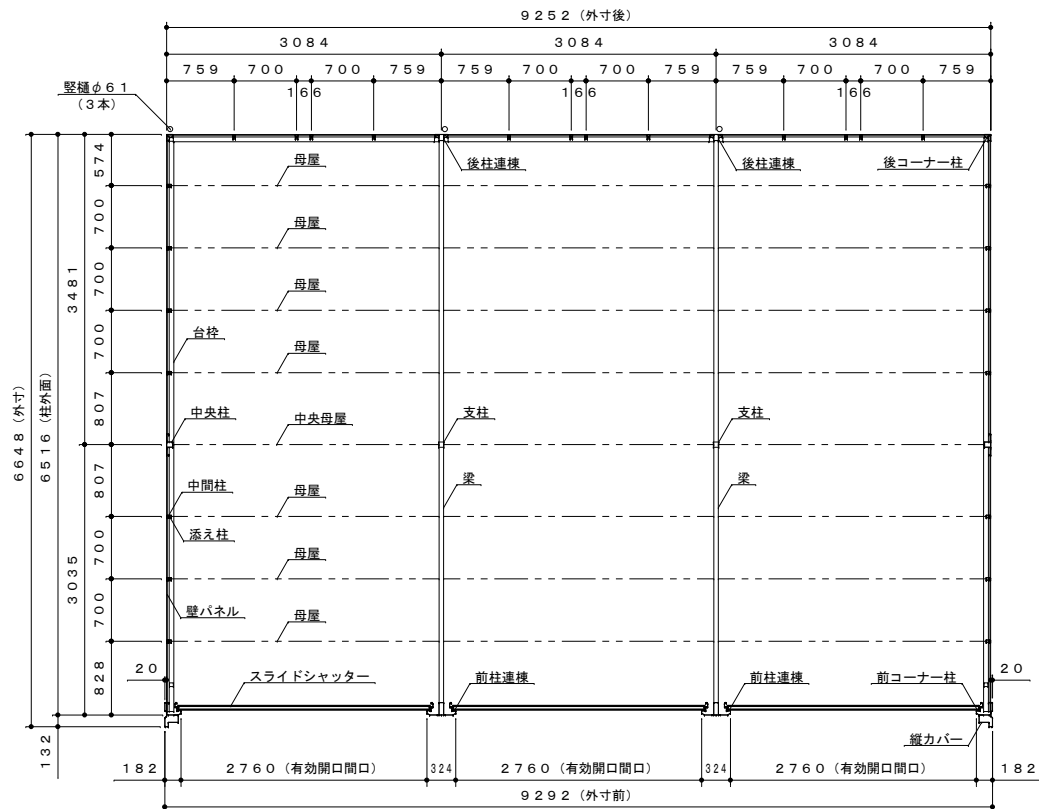 ９２５２（外寸後）
３０８４ ３０８４ ３０８４
７５９ ７００ ７００ ７５９ ７５９ ７００ ７００ ７５９ ７５９ ７００ ７００ ７５９
１６６ １６６ １６６
竪樋φ６１
（３本）
後柱連棟 後柱連棟 後コーナー柱
母屋
母屋
母屋
台枠
母屋
中央柱 中央母屋 支柱 支柱
中間柱 母屋 梁 梁
添え柱
母屋
壁パネル 母屋
スライドシャッター 前柱連棟 前柱連棟 前コーナー柱
縦カバー
６６４８（外寸）
６５１６（柱外面）
１３２
３４８１
３０３５
５７４
７００
７００
７００
８０７
８０７
７００
７００
８２８
２０ ２０
１８２ ２７６０（有効開口間口） ３２４ ２７６０（有効開口間口） ３２４ ２７６０（有効開口間口） １８２
９２９２（外寸前）